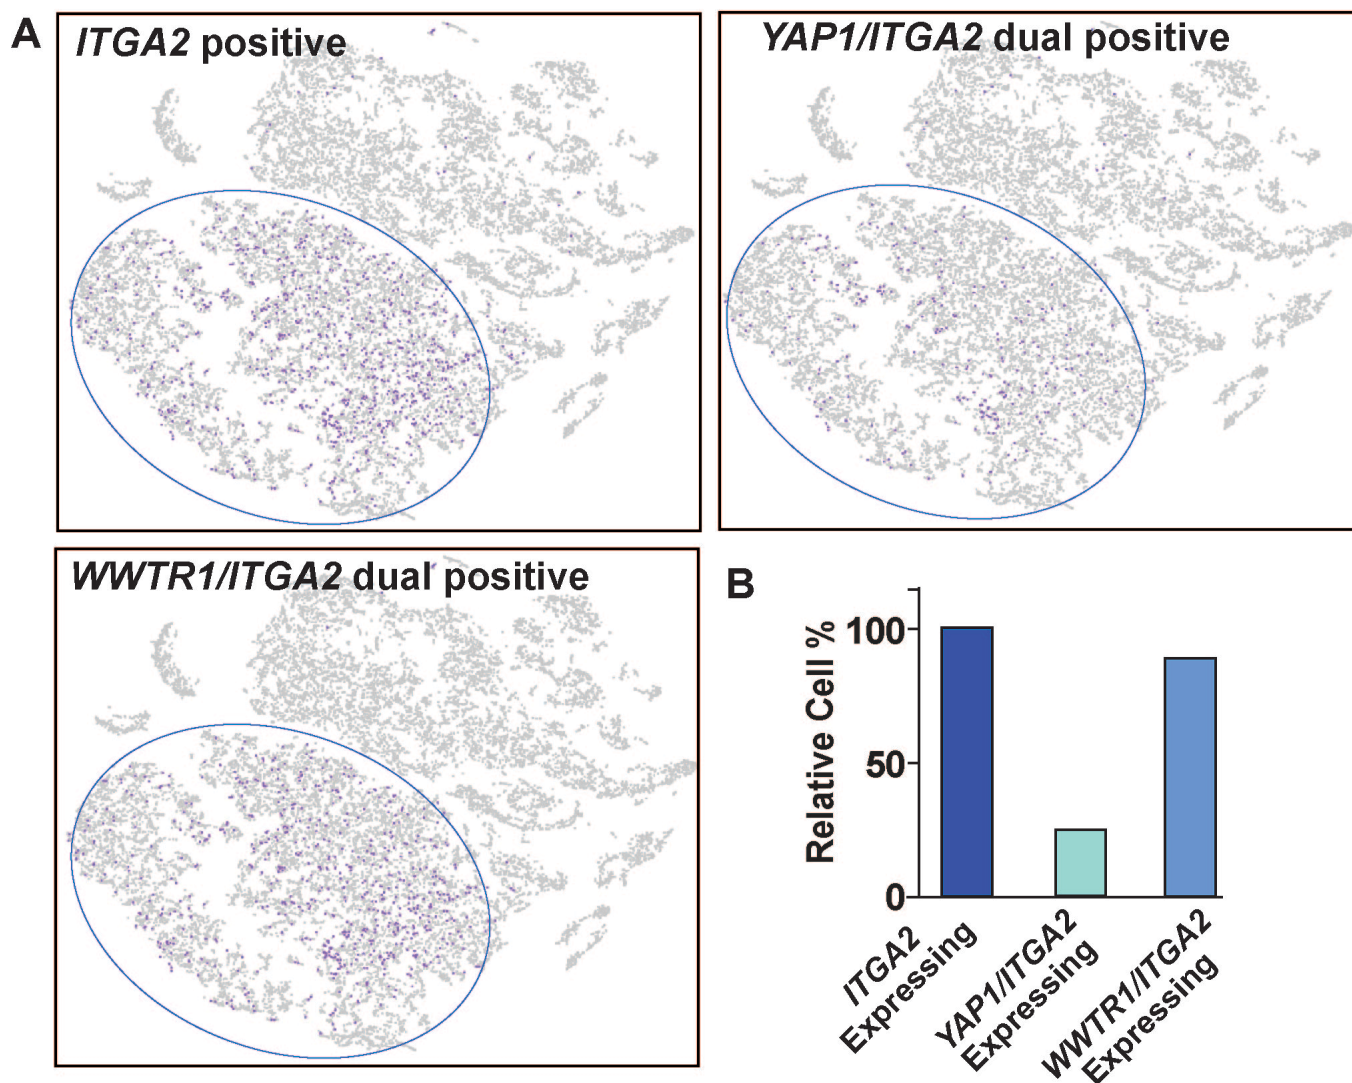 A
ITGA2 positive
YAP1/ITGA2 dual positive
WWTR1/ITGA2 dual positive
B
Relative Cell %
100
50
0
ITGA2
Expressing
YAP1/ITGA2
Expressing
WWTR1/ITGA2
Expressing